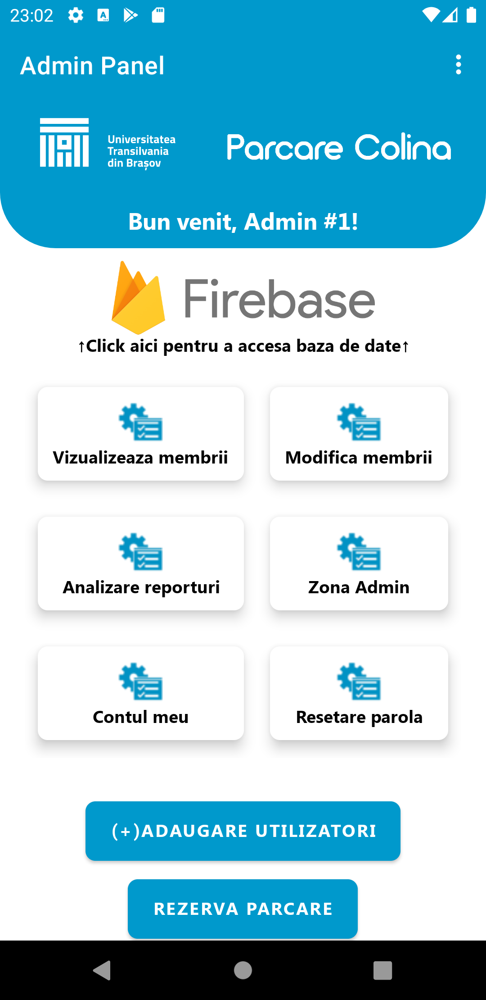 23:02
Admin Panel
Universitatea
Transilvania
din Brașov
Parcare Colina
Bun venit, Admin #1!
Firebase
↑Click aici pentru a accesa baza de date↑
Vizualizeaza membrii
Modifica membrii
Analizare reporturi
Zona Admin
Contul meu
Resetare parola
(+)ADAUGARE UTILIZATORI
REZERVA PARCARE